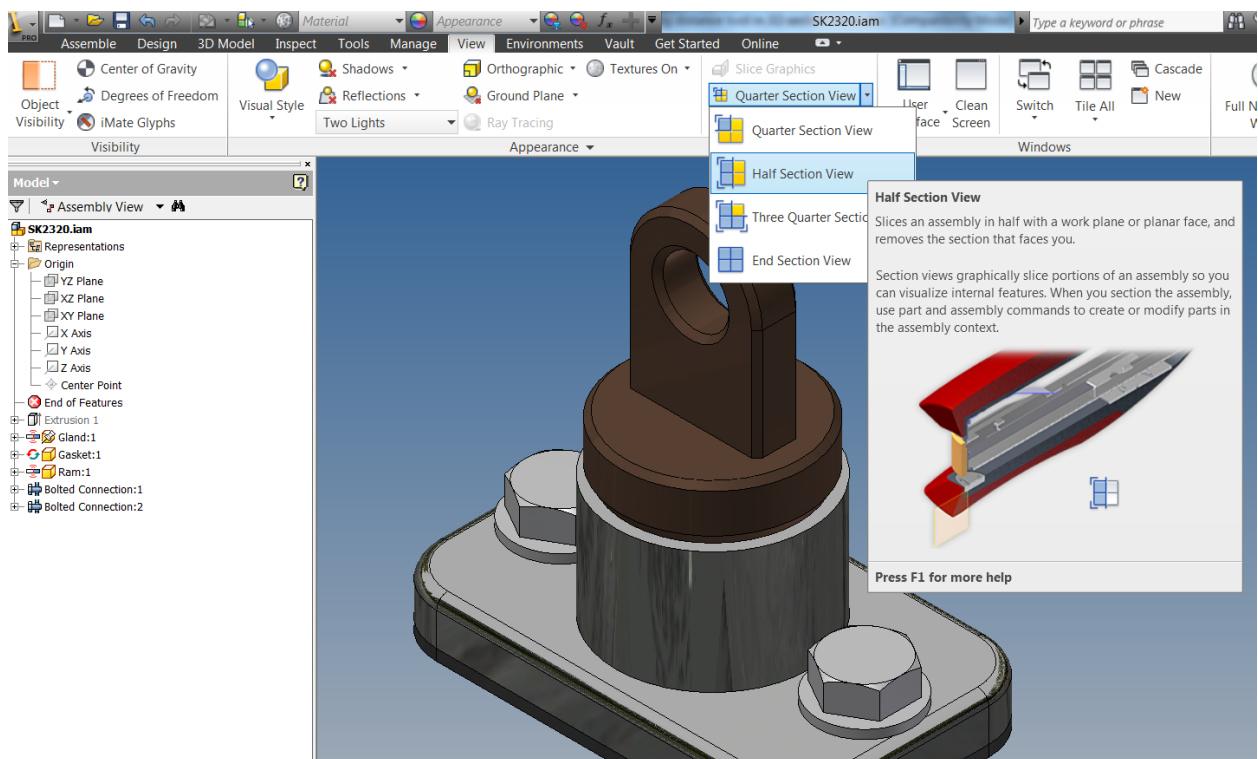 PRO
Material
Appearance
fx
SK2320.iam
Type a keyword or phrase
Assemble Design 3D Model Inspect Tools Manage View Environments Vault Get Started Online
Object
Visibility
Center of Gravity
Degrees of Freedom
iMate Glyphs
Visibility
Visual Style
Shadows
Reflections
Two Lights
Orthographic
Ground Plane
Ray Tracing
Textures On
Appearance
Slice Graphics
Quarter Section View
Quarter Section View
Half Section View
Three Quarter Sectio
End Section View
User
face
Clean
Screen
Switch
Tile All
Cascade
New
Windows
Full N
Model
Assembly View
SK2320.iam
Representations
Origin
YZ Plane
XZ Plane
XY Plane
X Axis
Y Axis
Z Axis
Center Point
End of Features
Extrusion 1
Gland:1
Gasket:1
Ram:1
Bolted Connection:1
Bolted Connection:2
Half Section View
Slices an assembly in half with a work plane or planar face, and
removes the section that faces you.
Section views graphically slice portions of an assembly so you
can visualize internal features. When you section the assembly,
use part and assembly commands to create or modify parts in
the assembly context.
Press F1 for more help